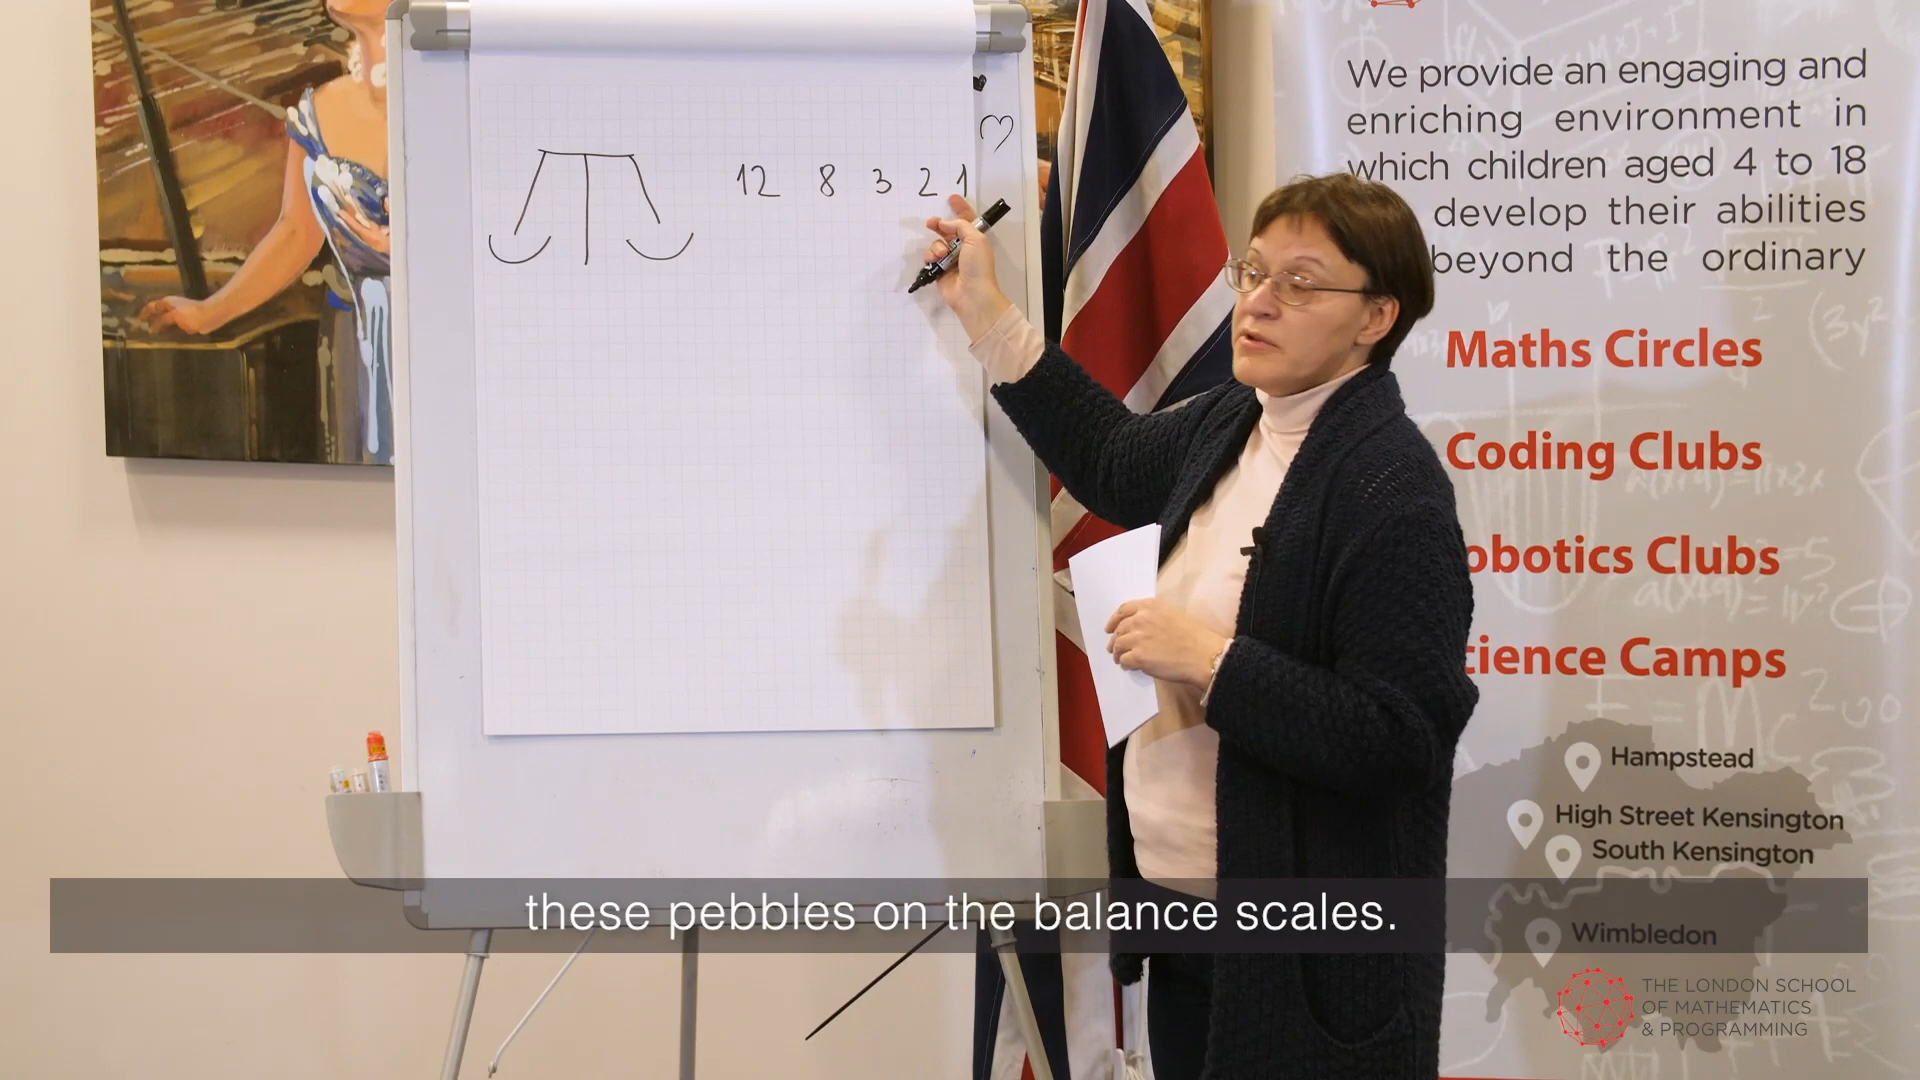 12 8 3 2 1
We provide an engaging and
enriching environment in
which children aged 4 to 18
develop their abilities
beyond the ordinary
Maths Circles
Coding Clubs
obotics Clubs
cience Camps
Hampstead
High Street Kensington
South Kensington
Wimbledon
these pebbles on the balance scales.
THE LONDON SCHOOL
OF MATHEMATICS
& PROGRAMMING